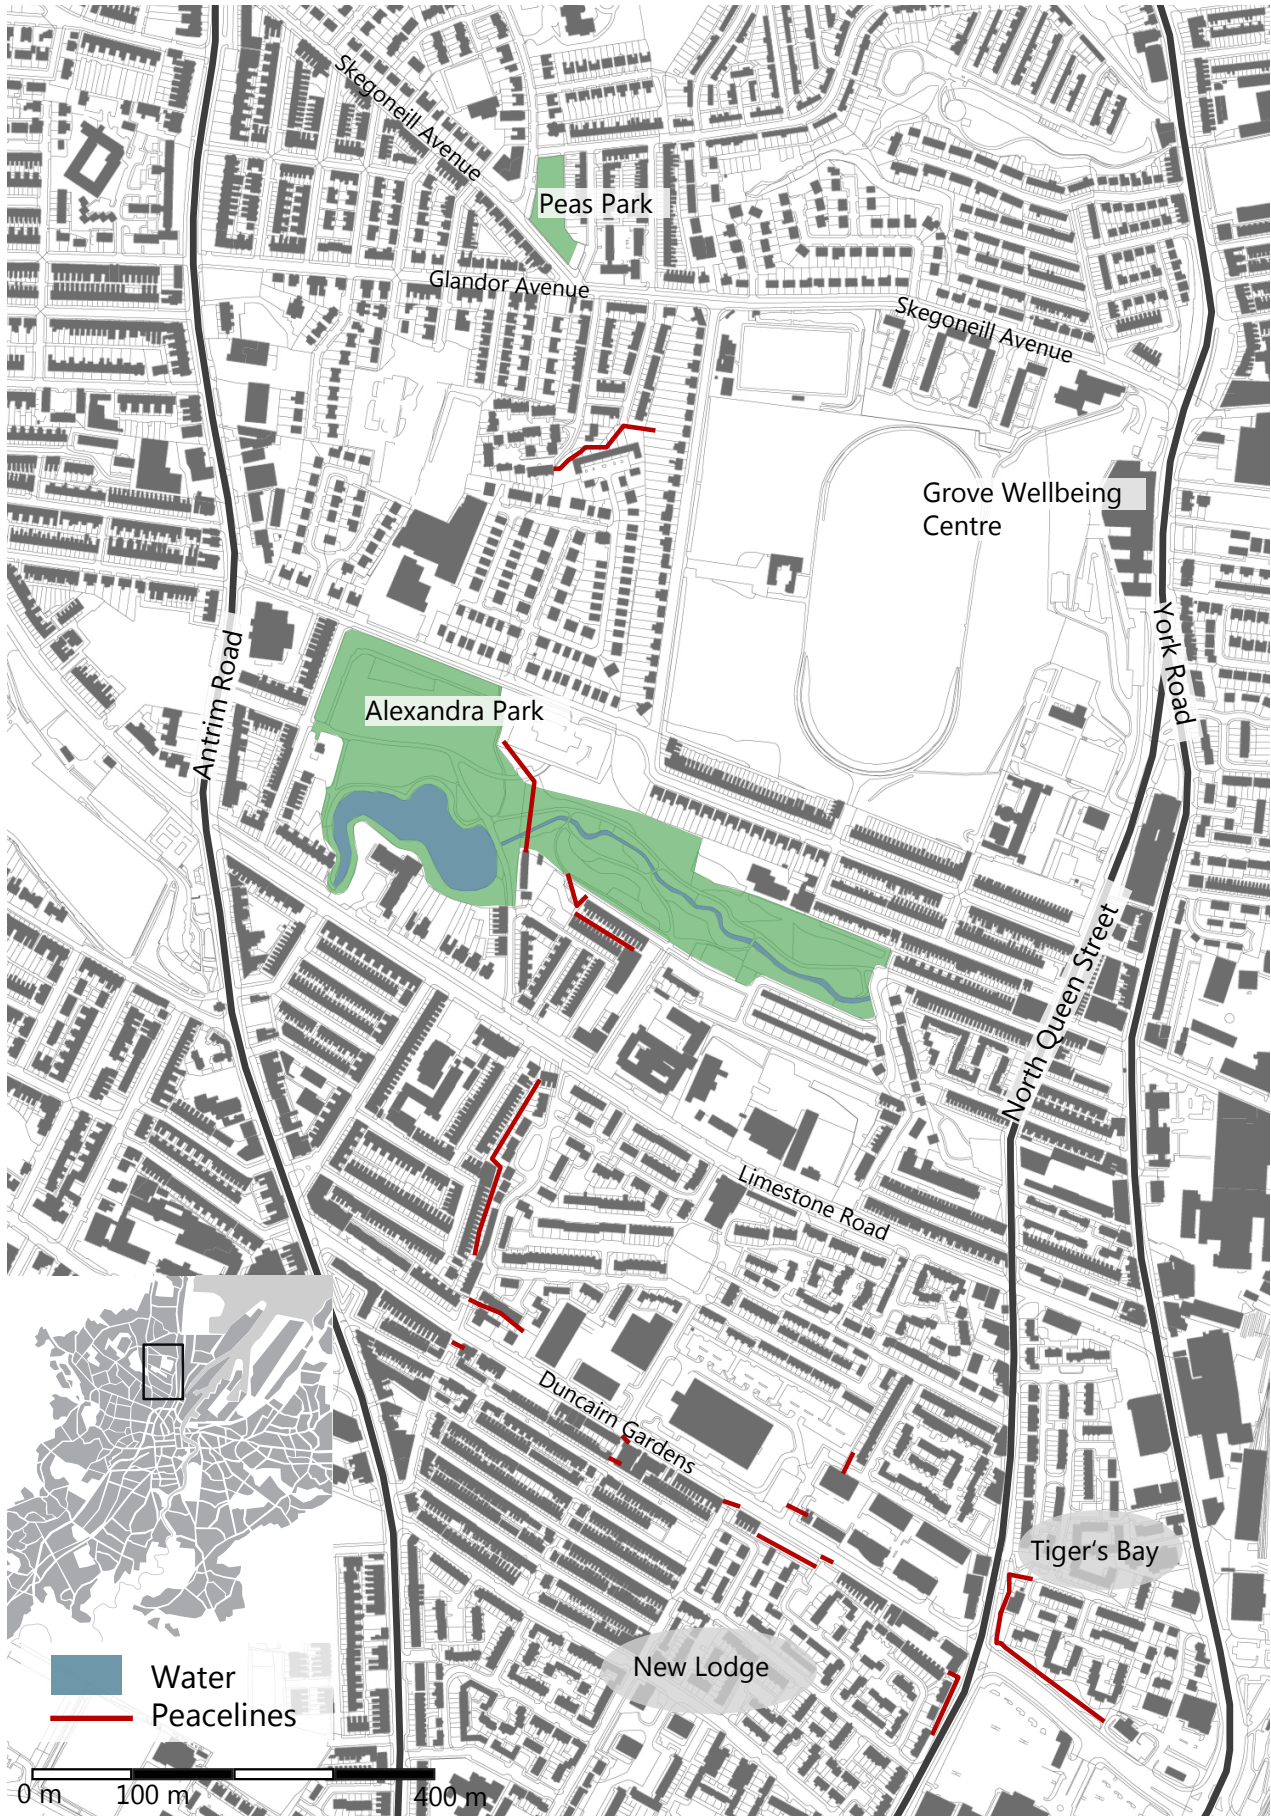 Skegoneill Avenue
Peas Park
Glandor Avenue
Skegoneill Avenue
Grove Wellbeing
Centre
York Road
Antrim Road
Alexandra Park
North Queen Street
Limestone Road
Duncairn Gardens
Tiger's Bay
New Lodge
Water
Peacelines
0 m
100 m
400 m